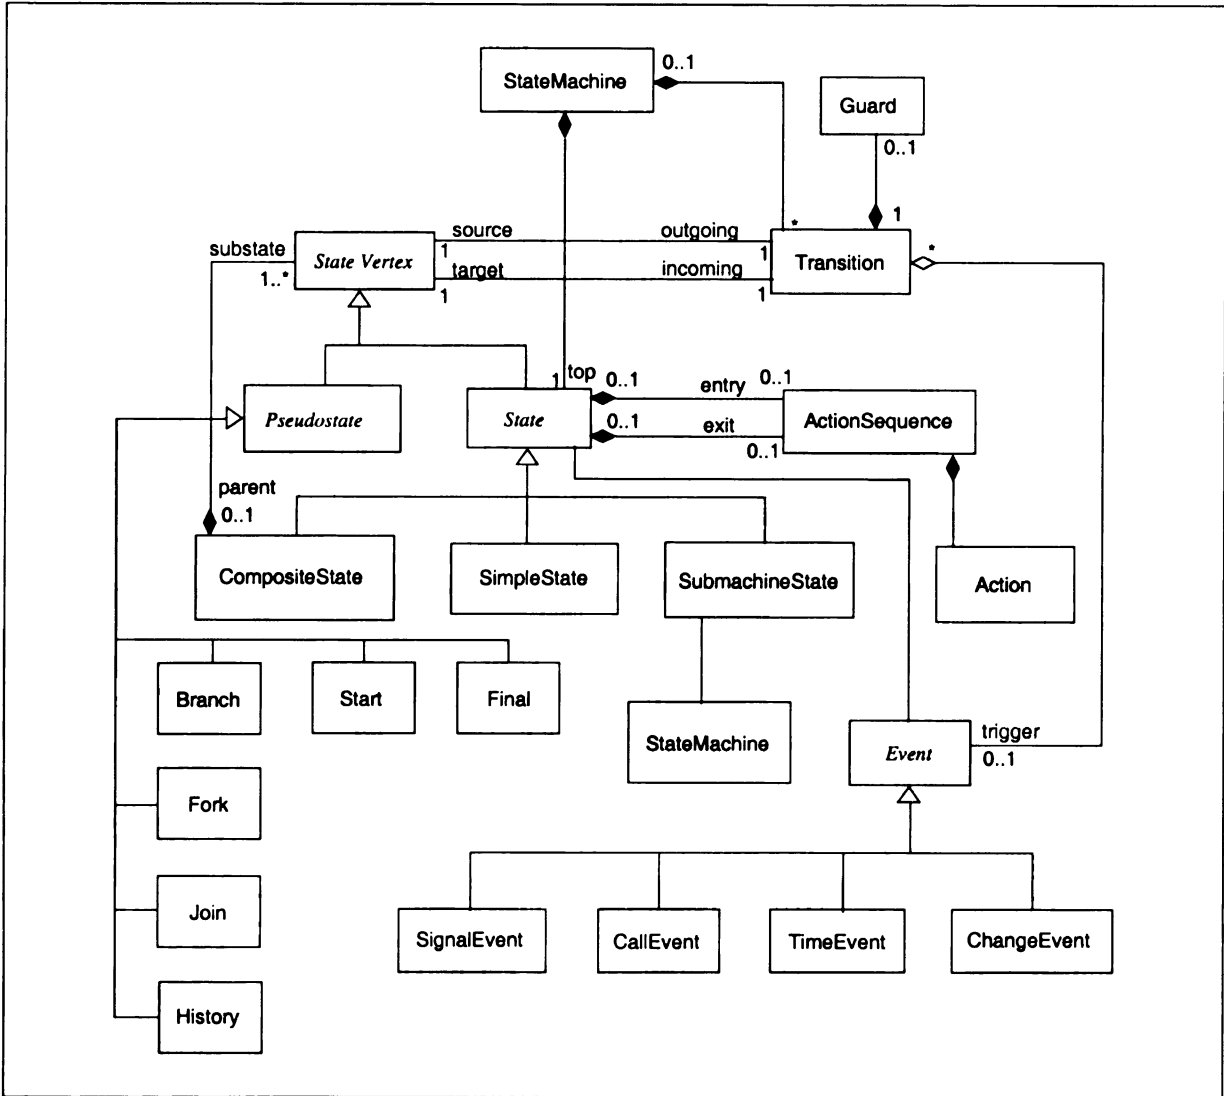 StateMachine
0..1
Guard
0..1
1
*
source
outgoing
substate
State Vertex
1
1
Transition
*
1..*
target
incoming
1
1
top
1
0..1
entry
0..1
Pseudostate
State
ActionSequence
0..1
exit
0..1
parent
0..1
CompositeState
SimpleState
SubmachineState
Action
Branch
Start
Final
StateMachine
trigger
Event
0..1
Fork
Join
SignalEvent
CallEvent
TimeEvent
ChangeEvent
History